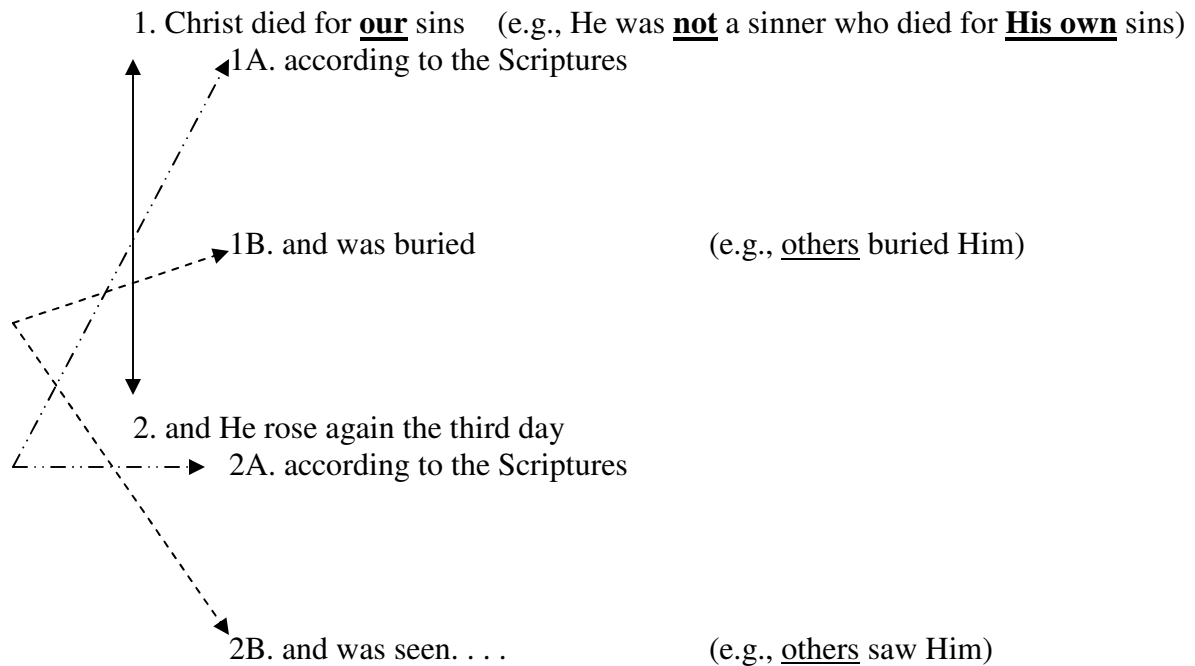 1. Christ died for our sins (e.g., He was not a sinner who died for His own sins)
1A. according to the Scriptures
1B. and was buried (e.g., others buried Him)
2. and He rose again the third day
2A. according to the Scriptures
2B. and was seen. . . . (e.g., others saw Him)